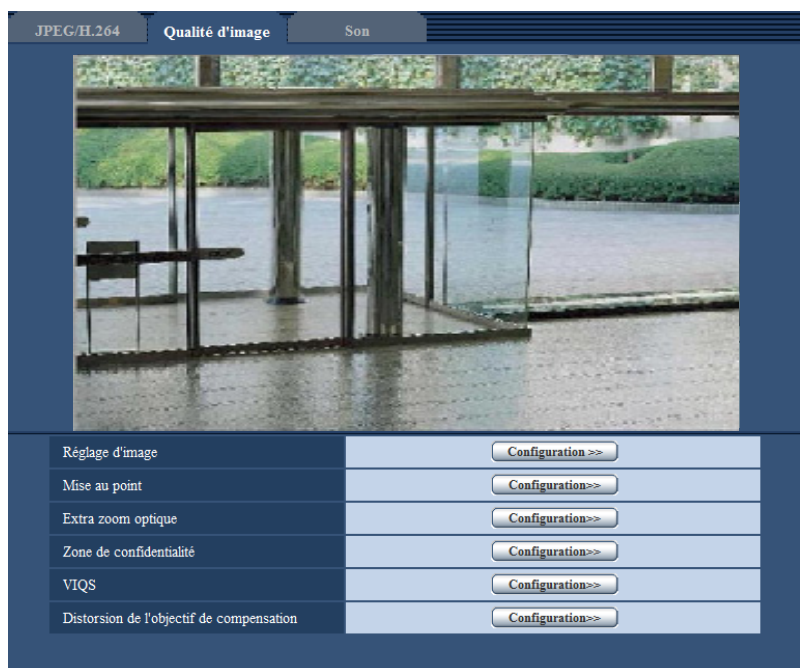 JPEG/H.264 Qualité d'image Son
Réglage d'image Configuration >>
Mise au point Configuration>>
Extra zoom optique Configuration>>
Zone de confidentialité Configuration>>
VIQS Configuration>>
Distorsion de l'objectif de compensation Configuration>>